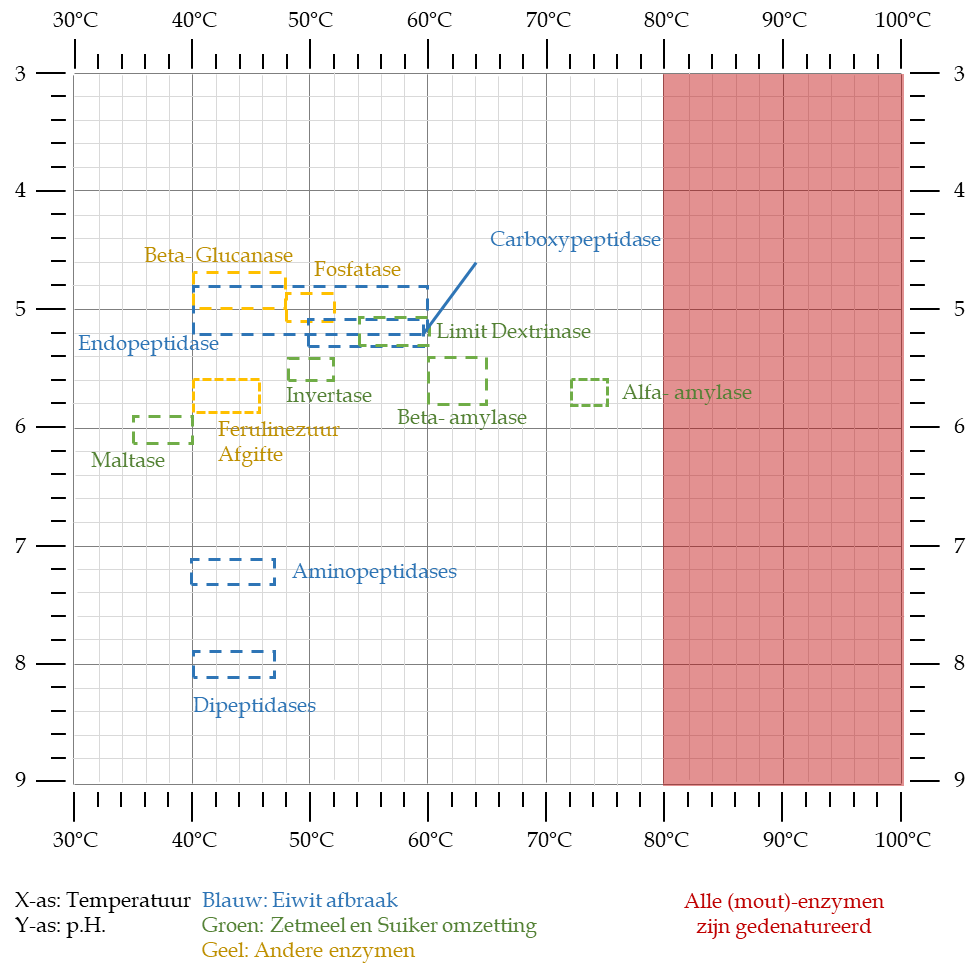 30°C 40°C 50°C 60°C 70°C 80°C 90°C 100°C
3 3
4 4
Carboxypeptidase
Beta- Glucanase
Fosfatase
5 5
Limit Dextrinase
Endopeptidase
Invertase
Alfa- amylase
Beta- amylase
6 6
Ferulinezuur
Afgifte
Maltase
7 7
Aminopeptidases
8 8
Dipeptidases
9 9
30°C 40°C 50°C 60°C 70°C 80°C 90°C 100°C
X-as: Temperatuur Blauw: Eiwit afbraak
Y-as: p.H. Groen: Zetmeel en Suiker omzetting
Geel: Andere enzymen
Alle (mout)-enzymen
zijn gedenatureerd